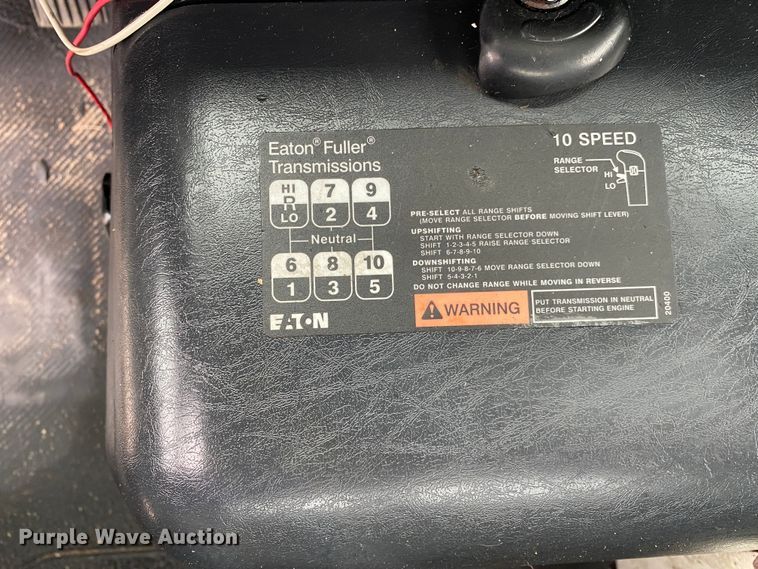 Eaton® Fuller®
Transmissions
10 SPEED
RANGE
SELECTOR
HI
LO
HI
R
LO
7
2
9
4
Neutral
6
1
8
3
10
5
PRE-SELECT ALL RANGE SHIFTS
(MOVE RANGE SELECTOR BEFORE MOVING SHIFT LEVER)
UPSHIFTING
START WITH RANGE SELECTOR DOWN
SHIFT 1-2-3-4-5 RAISE RANGE SELECTOR
SHIFT 6-7-8-9-10
DOWNSHIFTING
SHIFT 10-9-8-7-6 MOVE RANGE SELECTOR DOWN
SHIFT 5-4-3-2-1
DO NOT CHANGE RANGE WHILE MOVING IN REVERSE
WARNING
PUT TRANSMISSION IN NEUTRAL
BEFORE STARTING ENGINE
20400
EATON
Purple Wave Auction®